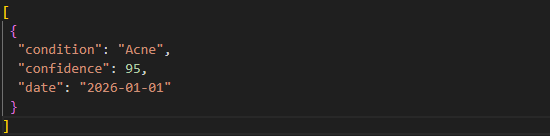 [
{
"condition": "Acne",
"confidence": 95,
"date": "2026-01-01"
}
]